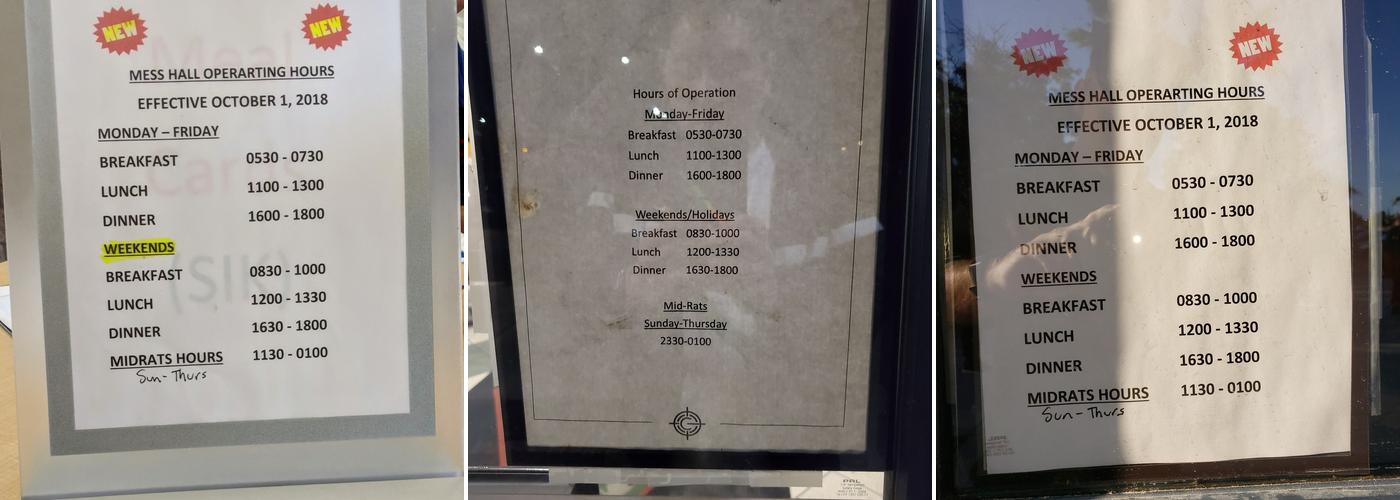 NEW NEW
MESS HALL OPERARTING HOURS
EFFECTIVE OCTOBER 1, 2018
MONDAY – FRIDAY
BREAKFAST 0530 - 0730
LUNCH 1100 - 1300
DINNER 1600 - 1800
WEEKENDS
BREAKFAST 0830 - 1000
LUNCH 1200 - 1330
DINNER 1630 - 1800
MIDRATS HOURS 1130 - 0100
Sun - Thurs
Meal
Cards
(SIK)
Hours of Operation
Monday-Friday
Breakfast 0530-0730
Lunch 1100-1300
Dinner 1600-1800
Weekends/Holidays
Breakfast 0830-1000
Lunch 1200-1330
Dinner 1630-1800
Mid-Rats
Sunday-Thursday
2330-0100
NEW NEW
MESS HALL OPERARTING HOURS
EFFECTIVE OCTOBER 1, 2018
MONDAY – FRIDAY
BREAKFAST 0530 - 0730
LUNCH 1100 - 1300
DINNER 1600 - 1800
WEEKENDS
BREAKFAST 0830 - 1000
LUNCH 1200 - 1330
DINNER 1630 - 1800
MIDRATS HOURS 1130 - 0100
Sun - Thurs